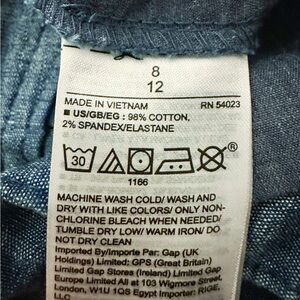 8
12
MADE IN VIETNAM RN 54023
■ US/GB/EG : 98% COTTON,
2% SPANDEX/ELASTANE
30 ®
1166
MACHINE WASH COLD/ WASH AND
DRY WITH LIKE COLORS/ ONLY NON-
CHLORINE BLEACH WHEN NEEDED/
TUMBLE DRY LOW/ WARM IRON/ DO
NOT DRY CLEAN
Imported By/Importe Par: Gap (UK
Holdings) Limited: GPS (Great Britain)
Limited Gap Stores (Ireland) Limited Gap
Europe Limited All at 103 Wigmore Street
London, W1U 1QS Egypt Importer: RIGE,
LLC